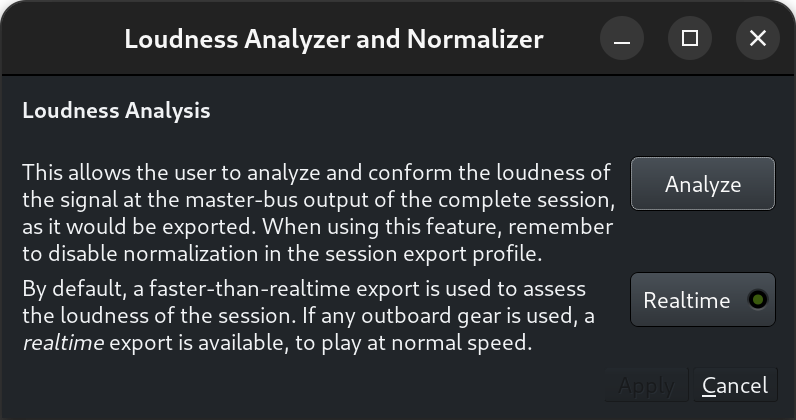 Loudness Analyzer and Normalizer
Loudness Analysis
This allows the user to analyze and conform the loudness of
the signal at the master-bus output of the complete session,
as it would be exported. When using this feature, remember
to disable normalization in the session export profile.
Analyze
By default, a faster-than-realtime export is used to assess
the loudness of the session. If any outboard gear is used, a
realtime export is available, to play at normal speed.
Realtime
Apply
Cancel